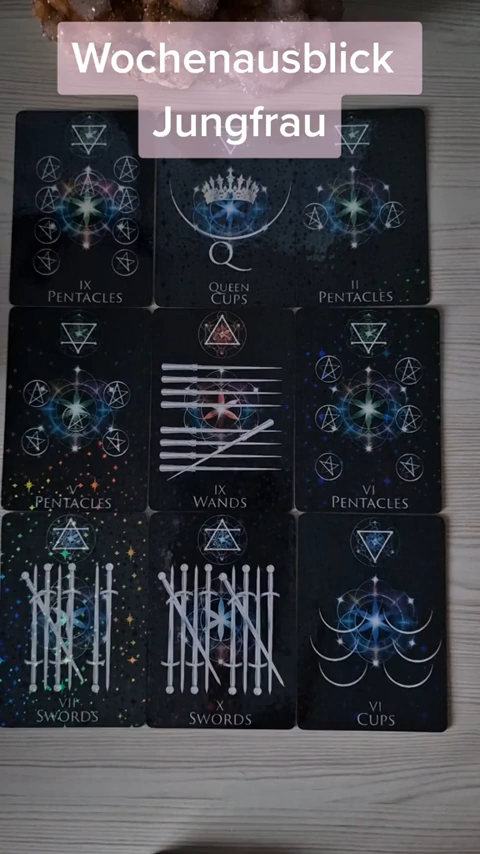 Wochenausblick
Jungfrau
IX
PENTACLES
Q
QUEEN
CUPS
II
PENTACLES
V
PENTACLES
IX
WANDS
VI
PENTACLES
VII
SWORDS
X
SWORDS
VI
CUPS